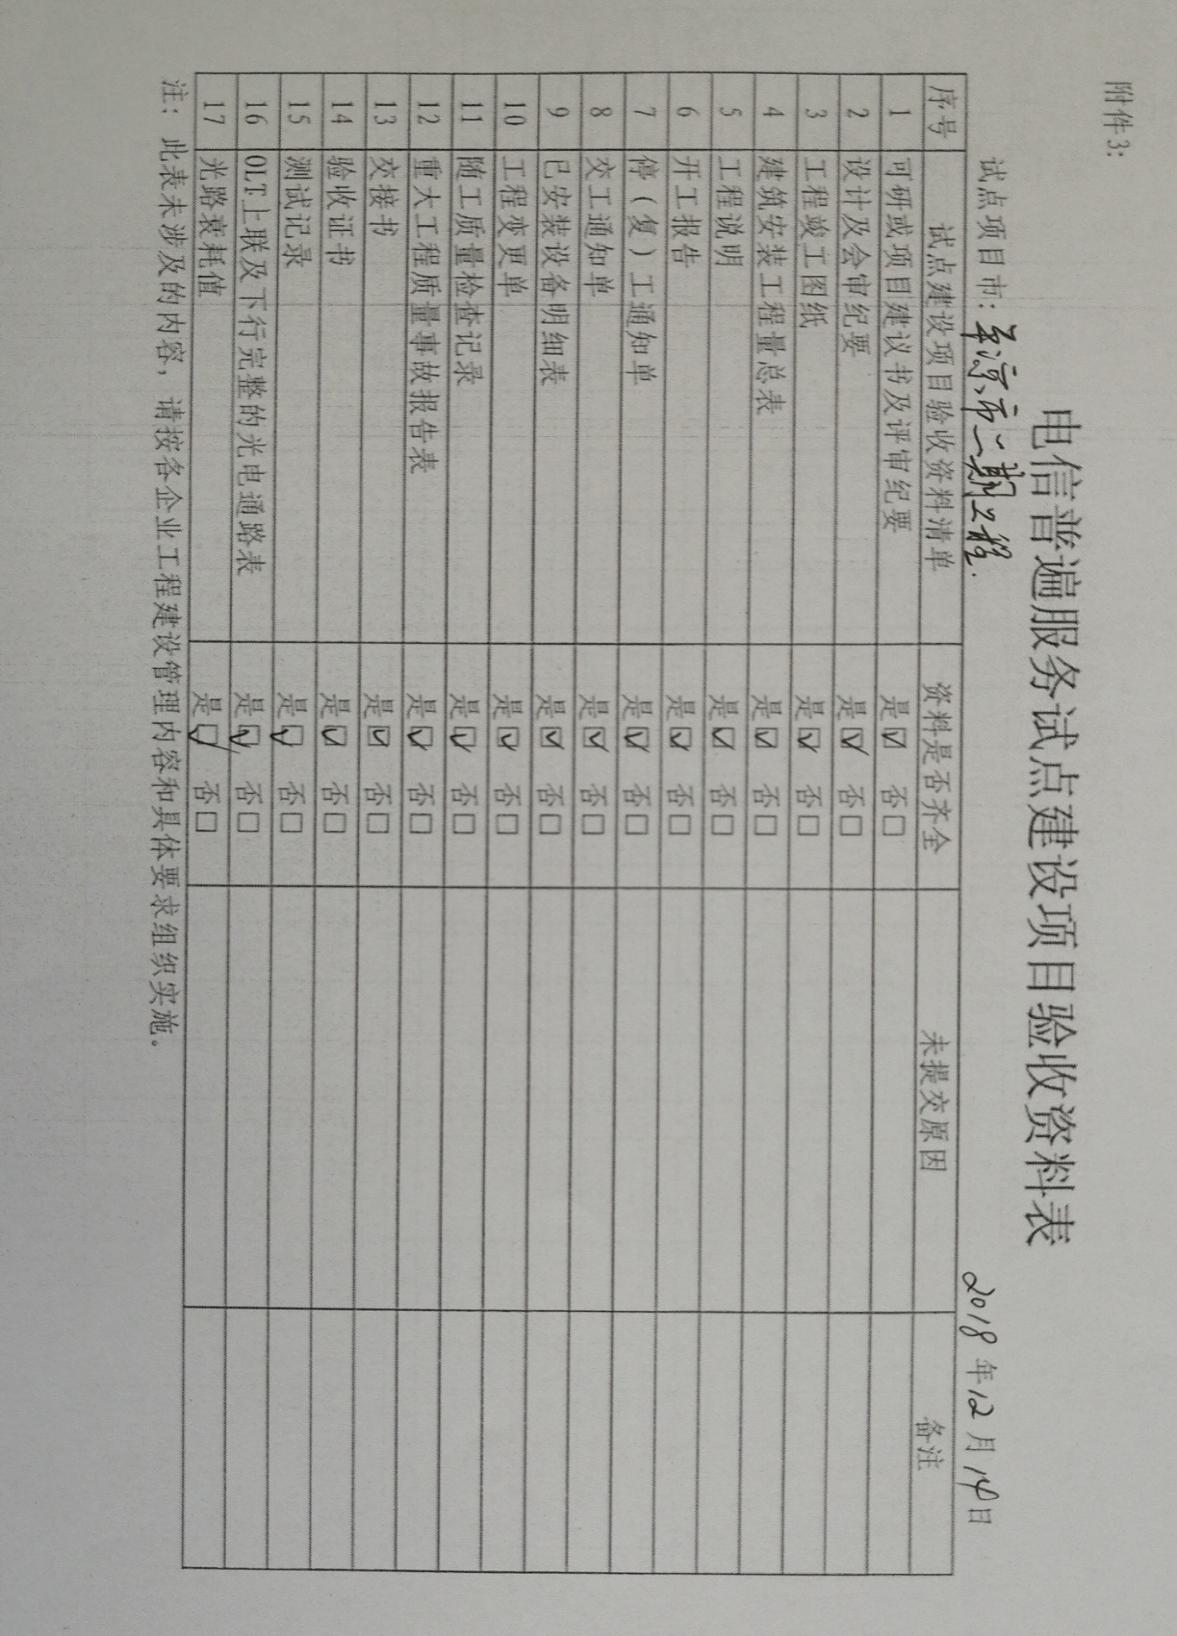 附件3:
电信普遍服务试点建设项目验收资料表
试点项目市: 平凉市二期工程. 2018年12月14日
序号 试点建设项目验收资料清单 资料是否齐全 未提交原因 备注
1 可研或项目建议书及评审纪要 是☑ 否□
2 设计及会审纪要 是☑ 否□
3 工程竣工图纸 是☑ 否□
4 建筑安装工程量总表 是☑ 否□
5 工程说明 是☑ 否□
6 开工报告 是☑ 否□
7 停(复)工通知单 是☑ 否□
8 交工通知单 是☑ 否□
9 已安装设备明细表 是☑ 否□
10 工程变更单 是☑ 否□
11 随工质量检查记录 是☑ 否□
12 重大工程质量事故报告表 是☑ 否□
13 交接书 是☑ 否□
14 验收证书 是☑ 否□
15 测试记录 是☑ 否□
16 OLT上联及下行完整的光电通路表 是☑ 否□
17 光路衰耗值 是☑ 否□
注: 此表未涉及的内容, 请按各企业工程建设管理内容和具体要求组织实施。